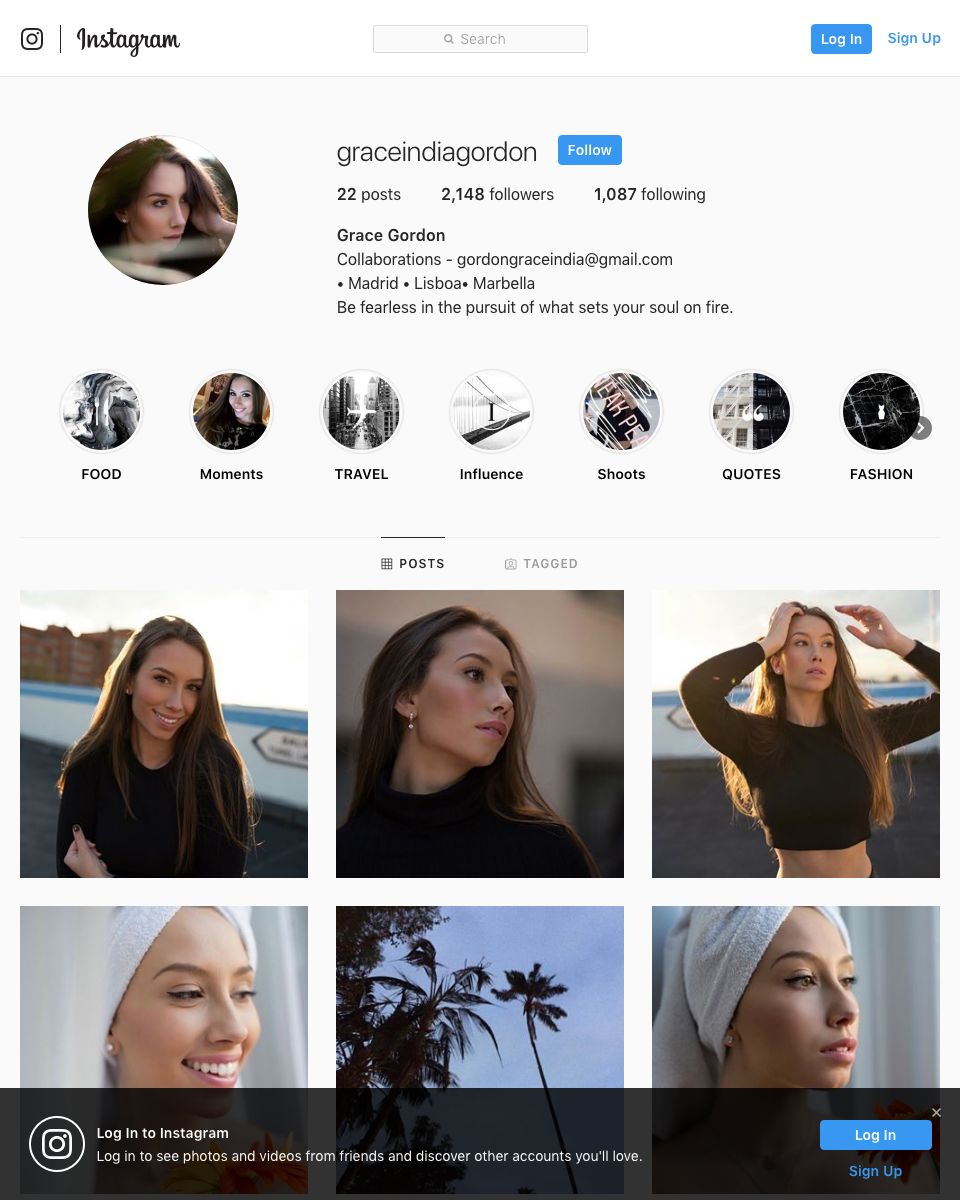 Instagram
Search
Log In
Sign Up
graceindiagordon
Follow
22 posts
2,148 followers
1,087 following
Grace Gordon
Collaborations - gordongraceindia@gmail.com
• Madrid • Lisboa• Marbella
Be fearless in the pursuit of what sets your soul on fire.
FOOD
Moments
TRAVEL
Influence
Shoots
QUOTES
FASHION
POSTS
TAGGED
Log In to Instagram
Log in to see photos and videos from friends and discover other accounts you'll love.
Log In
Sign Up